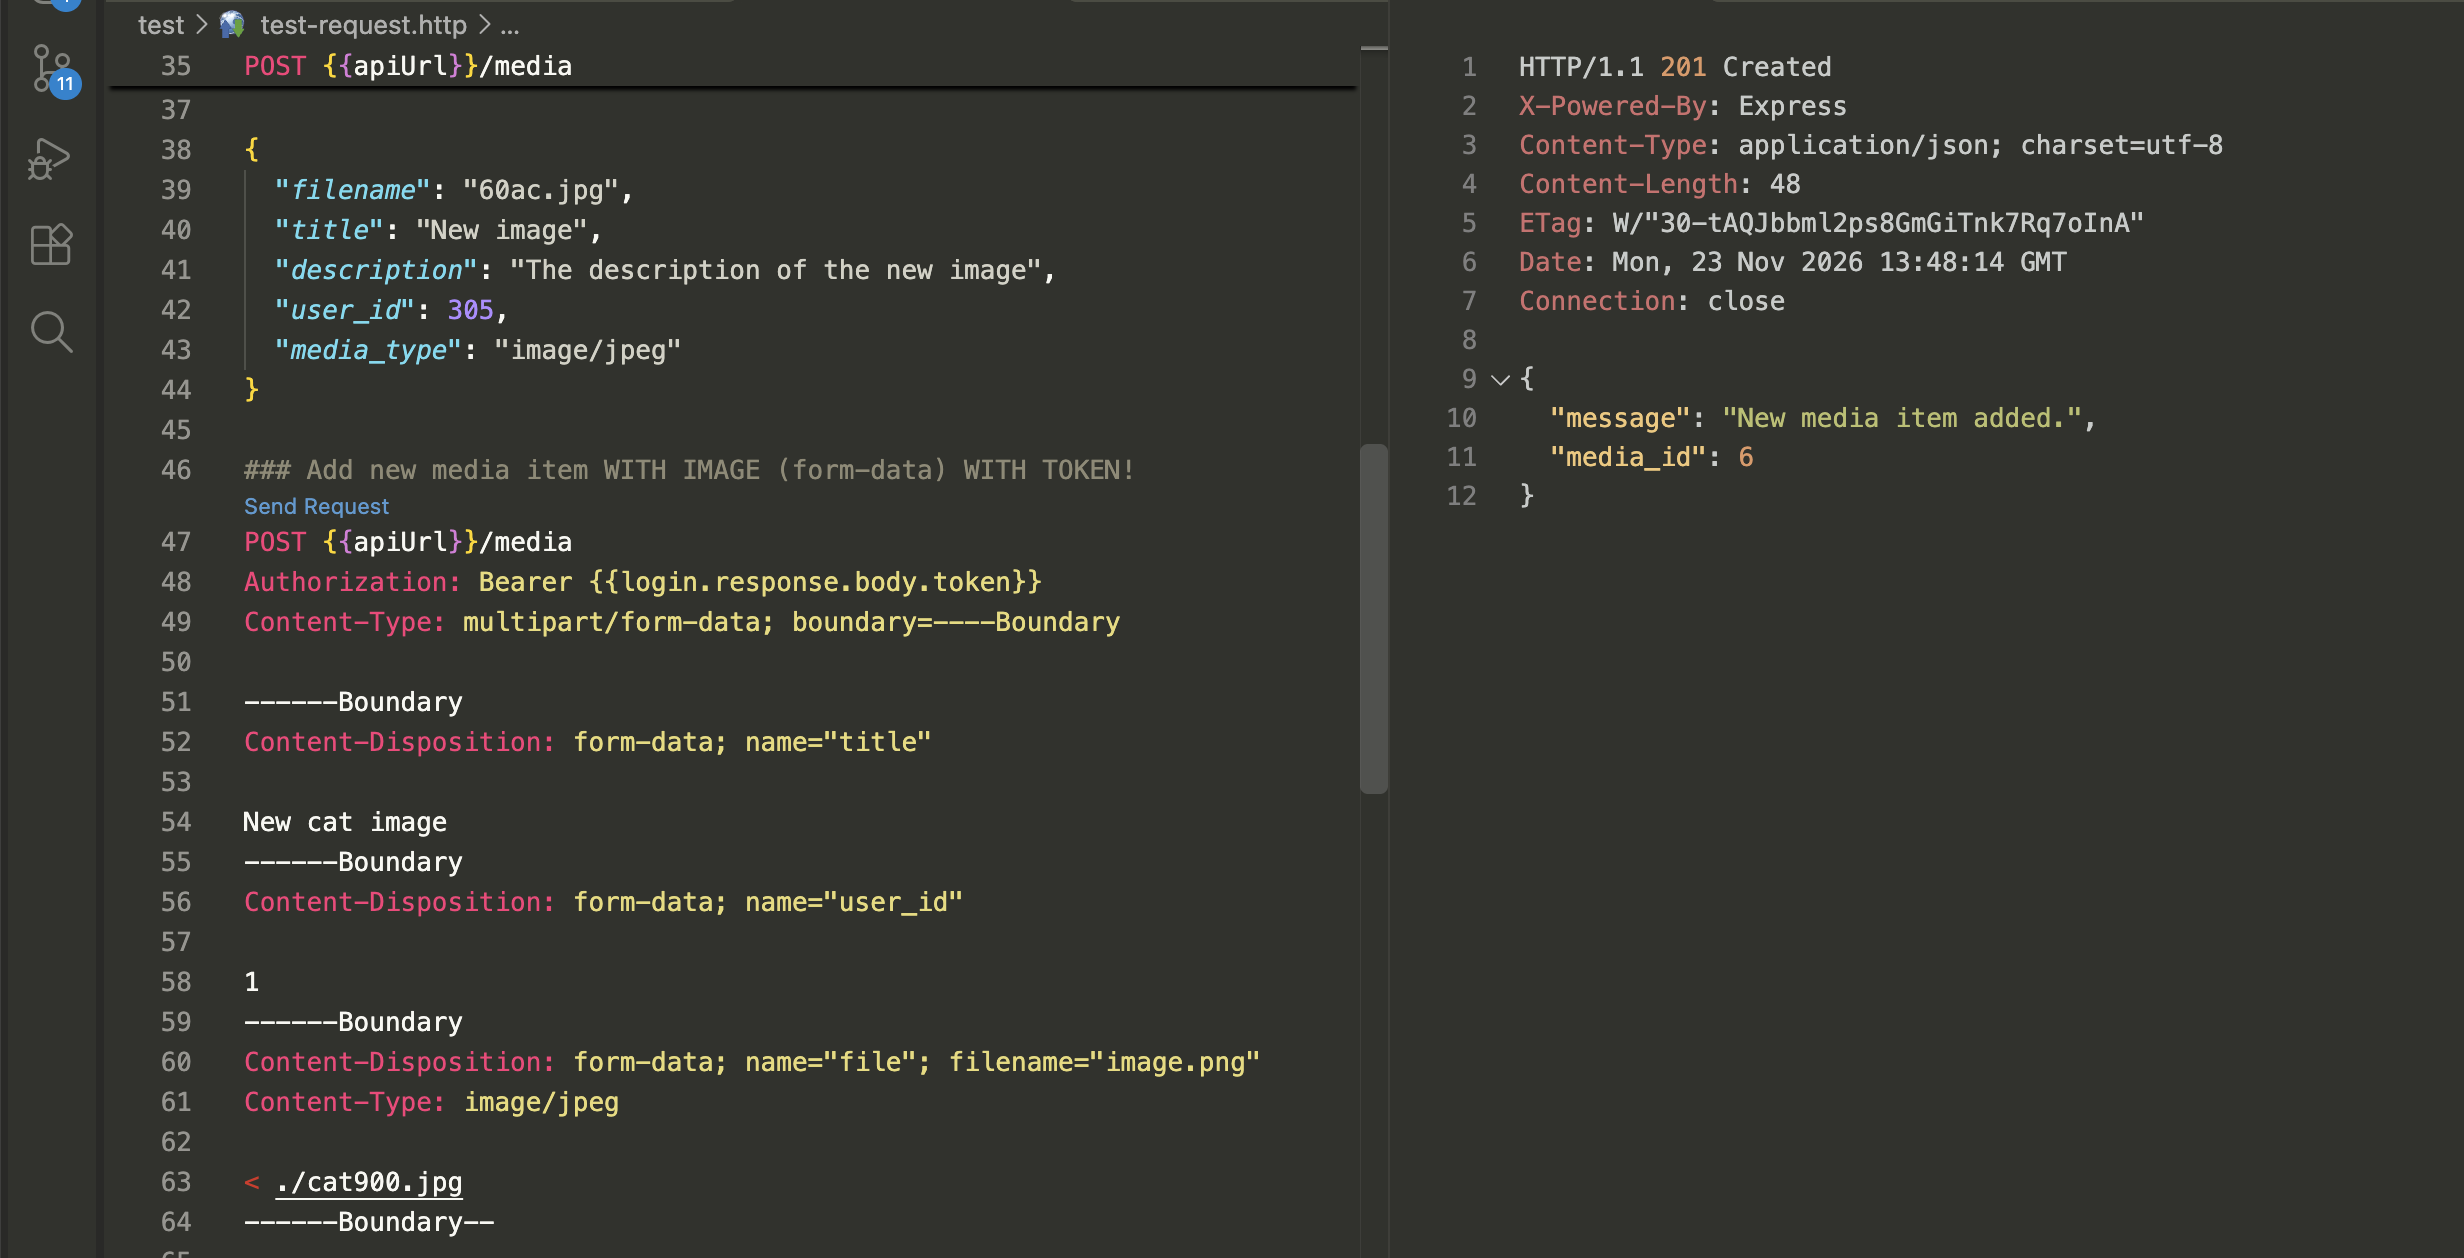 test > test-request.http > ...
11
35 POST {{apiUrl}}/media
37
38 {
39 "filename": "60ac.jpg",
40 "title": "New image",
41 "description": "The description of the new image",
42 "user_id": 305,
43 "media_type": "image/jpeg"
44 }
45
46 ### Add new media item WITH IMAGE (form-data) WITH TOKEN!
Send Request
47 POST {{apiUrl}}/media
48 Authorization: Bearer {{login.response.body.token}}
49 Content-Type: multipart/form-data; boundary=----Boundary
50
51 ------Boundary
52 Content-Disposition: form-data; name="title"
53
54 New cat image
55 ------Boundary
56 Content-Disposition: form-data; name="user_id"
57
58 1
59 ------Boundary
60 Content-Disposition: form-data; name="file"; filename="image.png"
61 Content-Type: image/jpeg
62
63 < ./cat900.jpg
64 ------Boundary--
1 HTTP/1.1 201 Created
2 X-Powered-By: Express
3 Content-Type: application/json; charset=utf-8
4 Content-Length: 48
5 ETag: W/"30-tAQJbbml2ps8GmGiTnk7Rq7oInA"
6 Date: Mon, 23 Nov 2026 13:48:14 GMT
7 Connection: close
8
9 {
10 "message": "New media item added.",
11 "media_id": 6
12 }